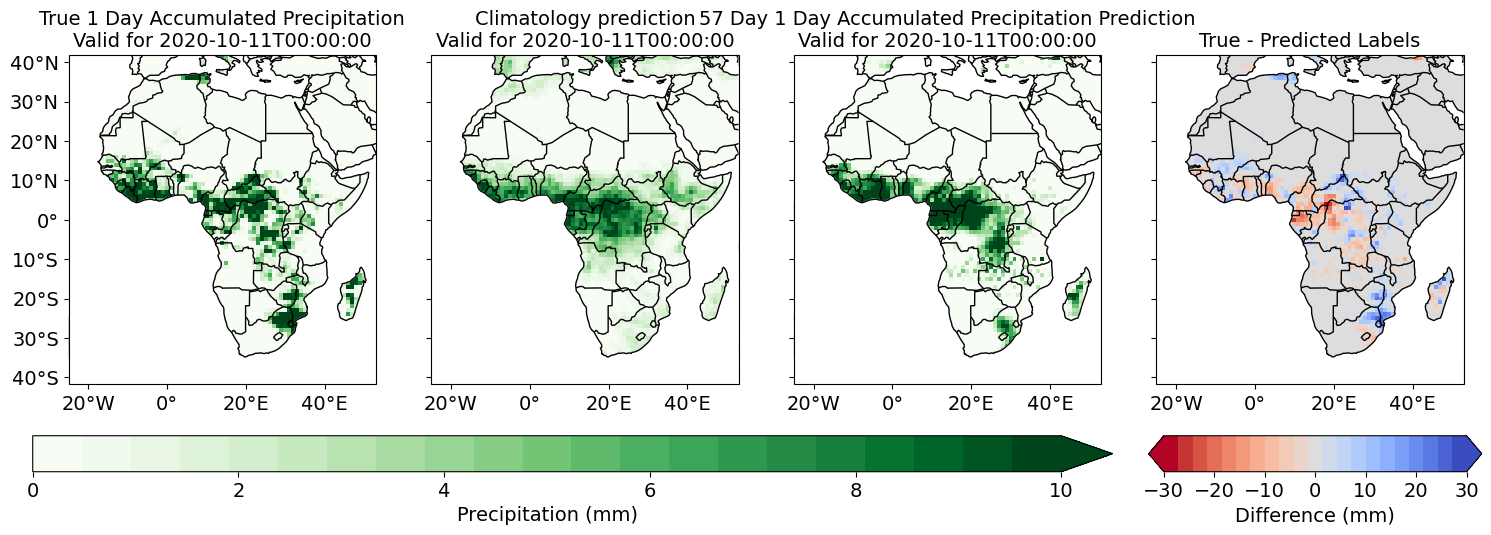 True 1 Day Accumulated Precipitation
Valid for 2020-10-11T00:00:00
Climatology prediction
Valid for 2020-10-11T00:00:00
57 Day 1 Day Accumulated Precipitation Prediction
Valid for 2020-10-11T00:00:00
True - Predicted Labels
40°N
30°N
20°N
10°N
0°
10°S
20°S
30°S
40°S
20°W 0° 20°E 40°E
20°W 0° 20°E 40°E
20°W 0° 20°E 40°E
20°W 0° 20°E 40°E
0 2 4 6 8 10
Precipitation (mm)
−30 −20 −10 0 10 20 30
Difference (mm)